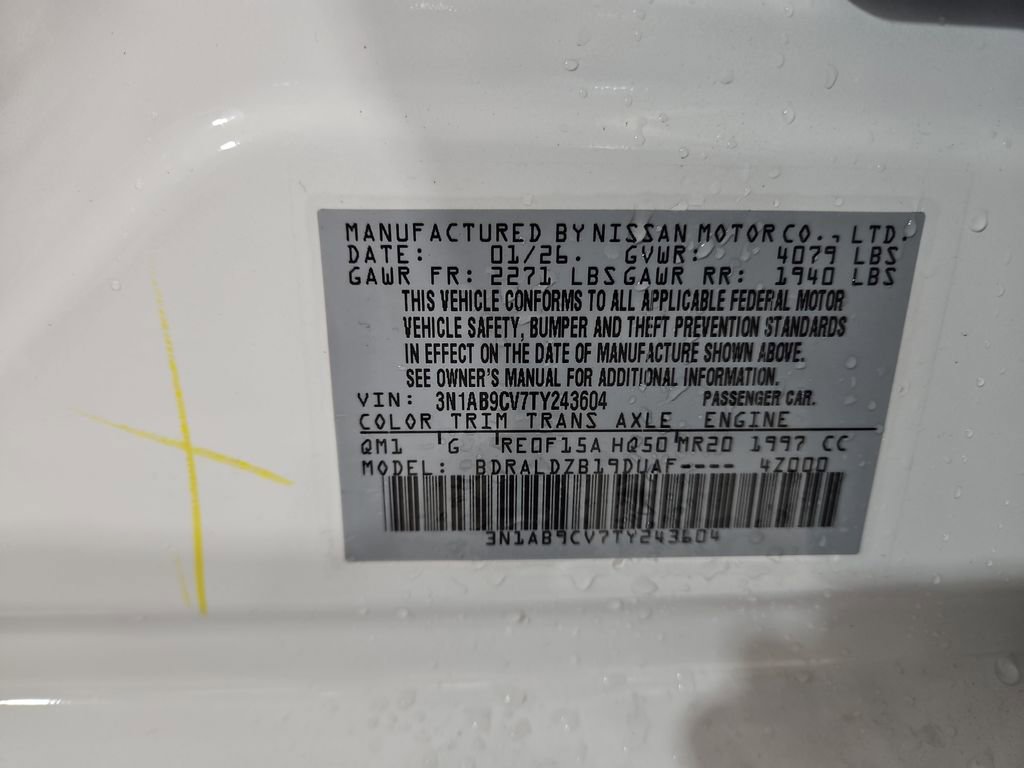 MANUFACTURED BY NISSAN MOTOR CO., LTD.
DATE: 01/26. GVWR: 4079 LBS
GAWR FR: 2271 LBS GAWR RR: 1940 LBS
THIS VEHICLE CONFORMS TO ALL APPLICABLE FEDERAL MOTOR
VEHICLE SAFETY, BUMPER AND THEFT PREVENTION STANDARDS
IN EFFECT ON THE DATE OF MANUFACTURE SHOWN ABOVE.
SEE OWNER'S MANUAL FOR ADDITIONAL INFORMATION.
VIN: 3N1AB9CV7TY243604 PASSENGER CAR.
COLOR TRIM TRANS AXLE ENGINE
QM1 G RE0F15A HQ50 MR20 1997 CC
MODEL: BDRALDZB19DUAF---- 4Z000
3N1AB9CV7TY243604